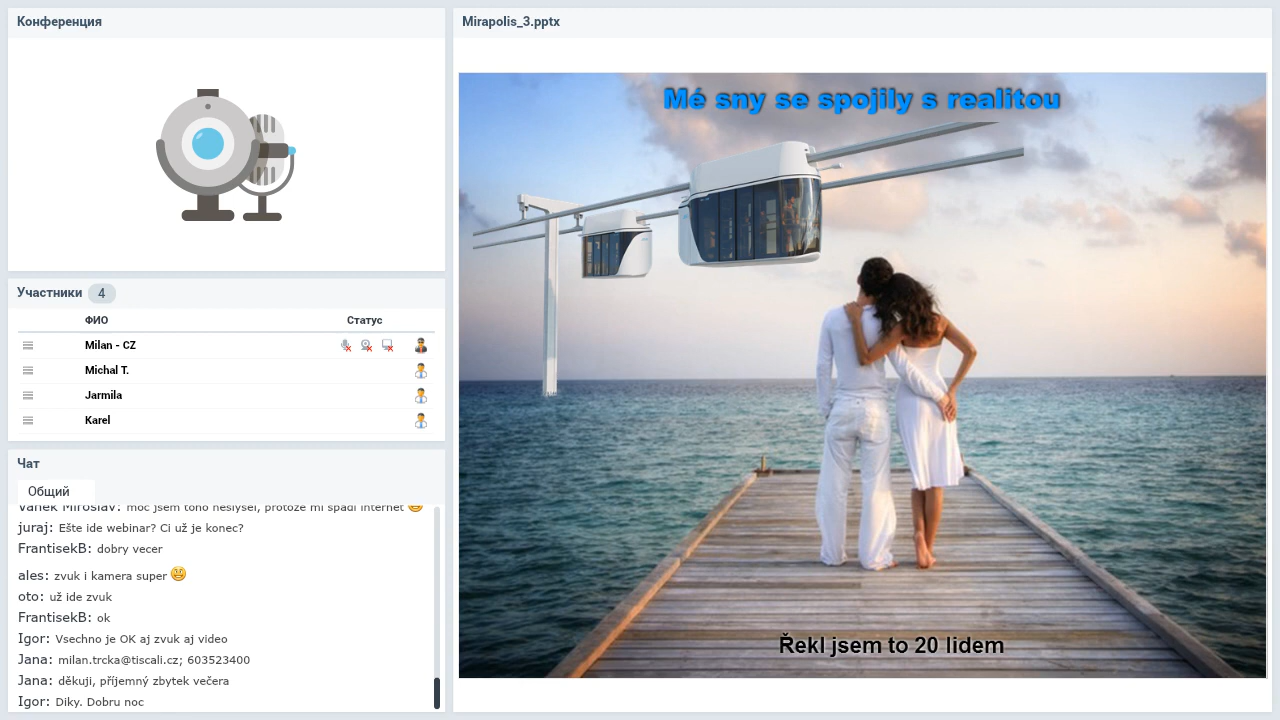 Конференция
Участники 4
ФИО Статус
Milan - CZ
Michal T.
Jarmila
Karel
Чат
Общий
Vanek Miroslav: moc jsem toho neslyšel, protože mi spadl internet
juraj: Ešte ide webinar? Ci už je konec?
FrantisekB: dobry vecer
ales: zvuk i kamera super
oto: už ide zvuk
FrantisekB: ok
Igor: Vsechno je OK aj zvuk aj video
Jana: milan.trcka@tiscali.cz; 603523400
Jana: děkuji, příjemný zbytek večera
Igor: Diky. Dobru noc
Mirapolis_3.pptx
Mé sny se spojily s realitou
Řekl jsem to 20 lidem